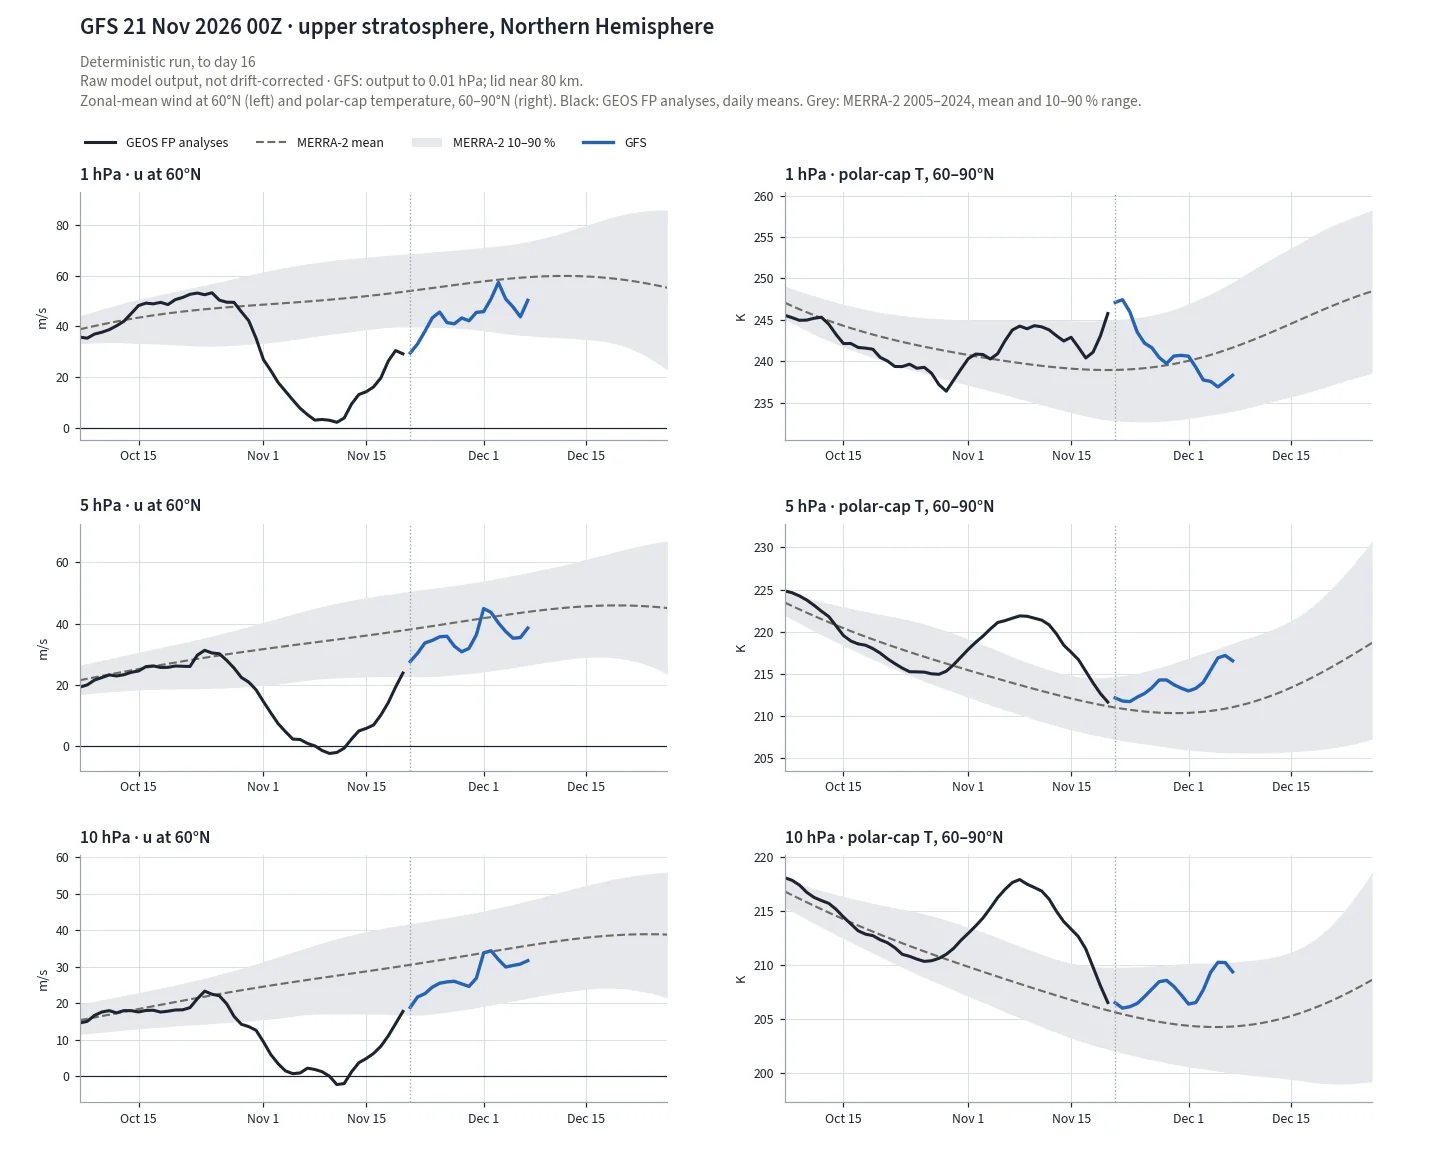 GFS 21 Nov 2026 00Z · upper stratosphere, Northern Hemisphere
Deterministic run, to day 16
Raw model output, not drift-corrected · GFS: output to 0.01 hPa; lid near 80 km.
Zonal-mean wind at 60°N (left) and polar-cap temperature, 60–90°N (right). Black: GEOS FP analyses, daily means. Grey: MERRA-2 2005–2024, mean and 10–90 % range.
GEOS FP analyses MERRA-2 mean MERRA-2 10–90 % GFS
1 hPa · u at 60°N
80
60
40
20
0
m/s
Oct 15 Nov 1 Nov 15 Dec 1 Dec 15
1 hPa · polar-cap T, 60–90°N
260
255
250
245
240
235
K
Oct 15 Nov 1 Nov 15 Dec 1 Dec 15
5 hPa · u at 60°N
60
40
20
0
m/s
Oct 15 Nov 1 Nov 15 Dec 1 Dec 15
5 hPa · polar-cap T, 60–90°N
230
225
220
215
210
205
K
Oct 15 Nov 1 Nov 15 Dec 1 Dec 15
10 hPa · u at 60°N
60
50
40
30
20
10
0
m/s
Oct 15 Nov 1 Nov 15 Dec 1 Dec 15
10 hPa · polar-cap T, 60–90°N
220
215
210
205
200
K
Oct 15 Nov 1 Nov 15 Dec 1 Dec 15